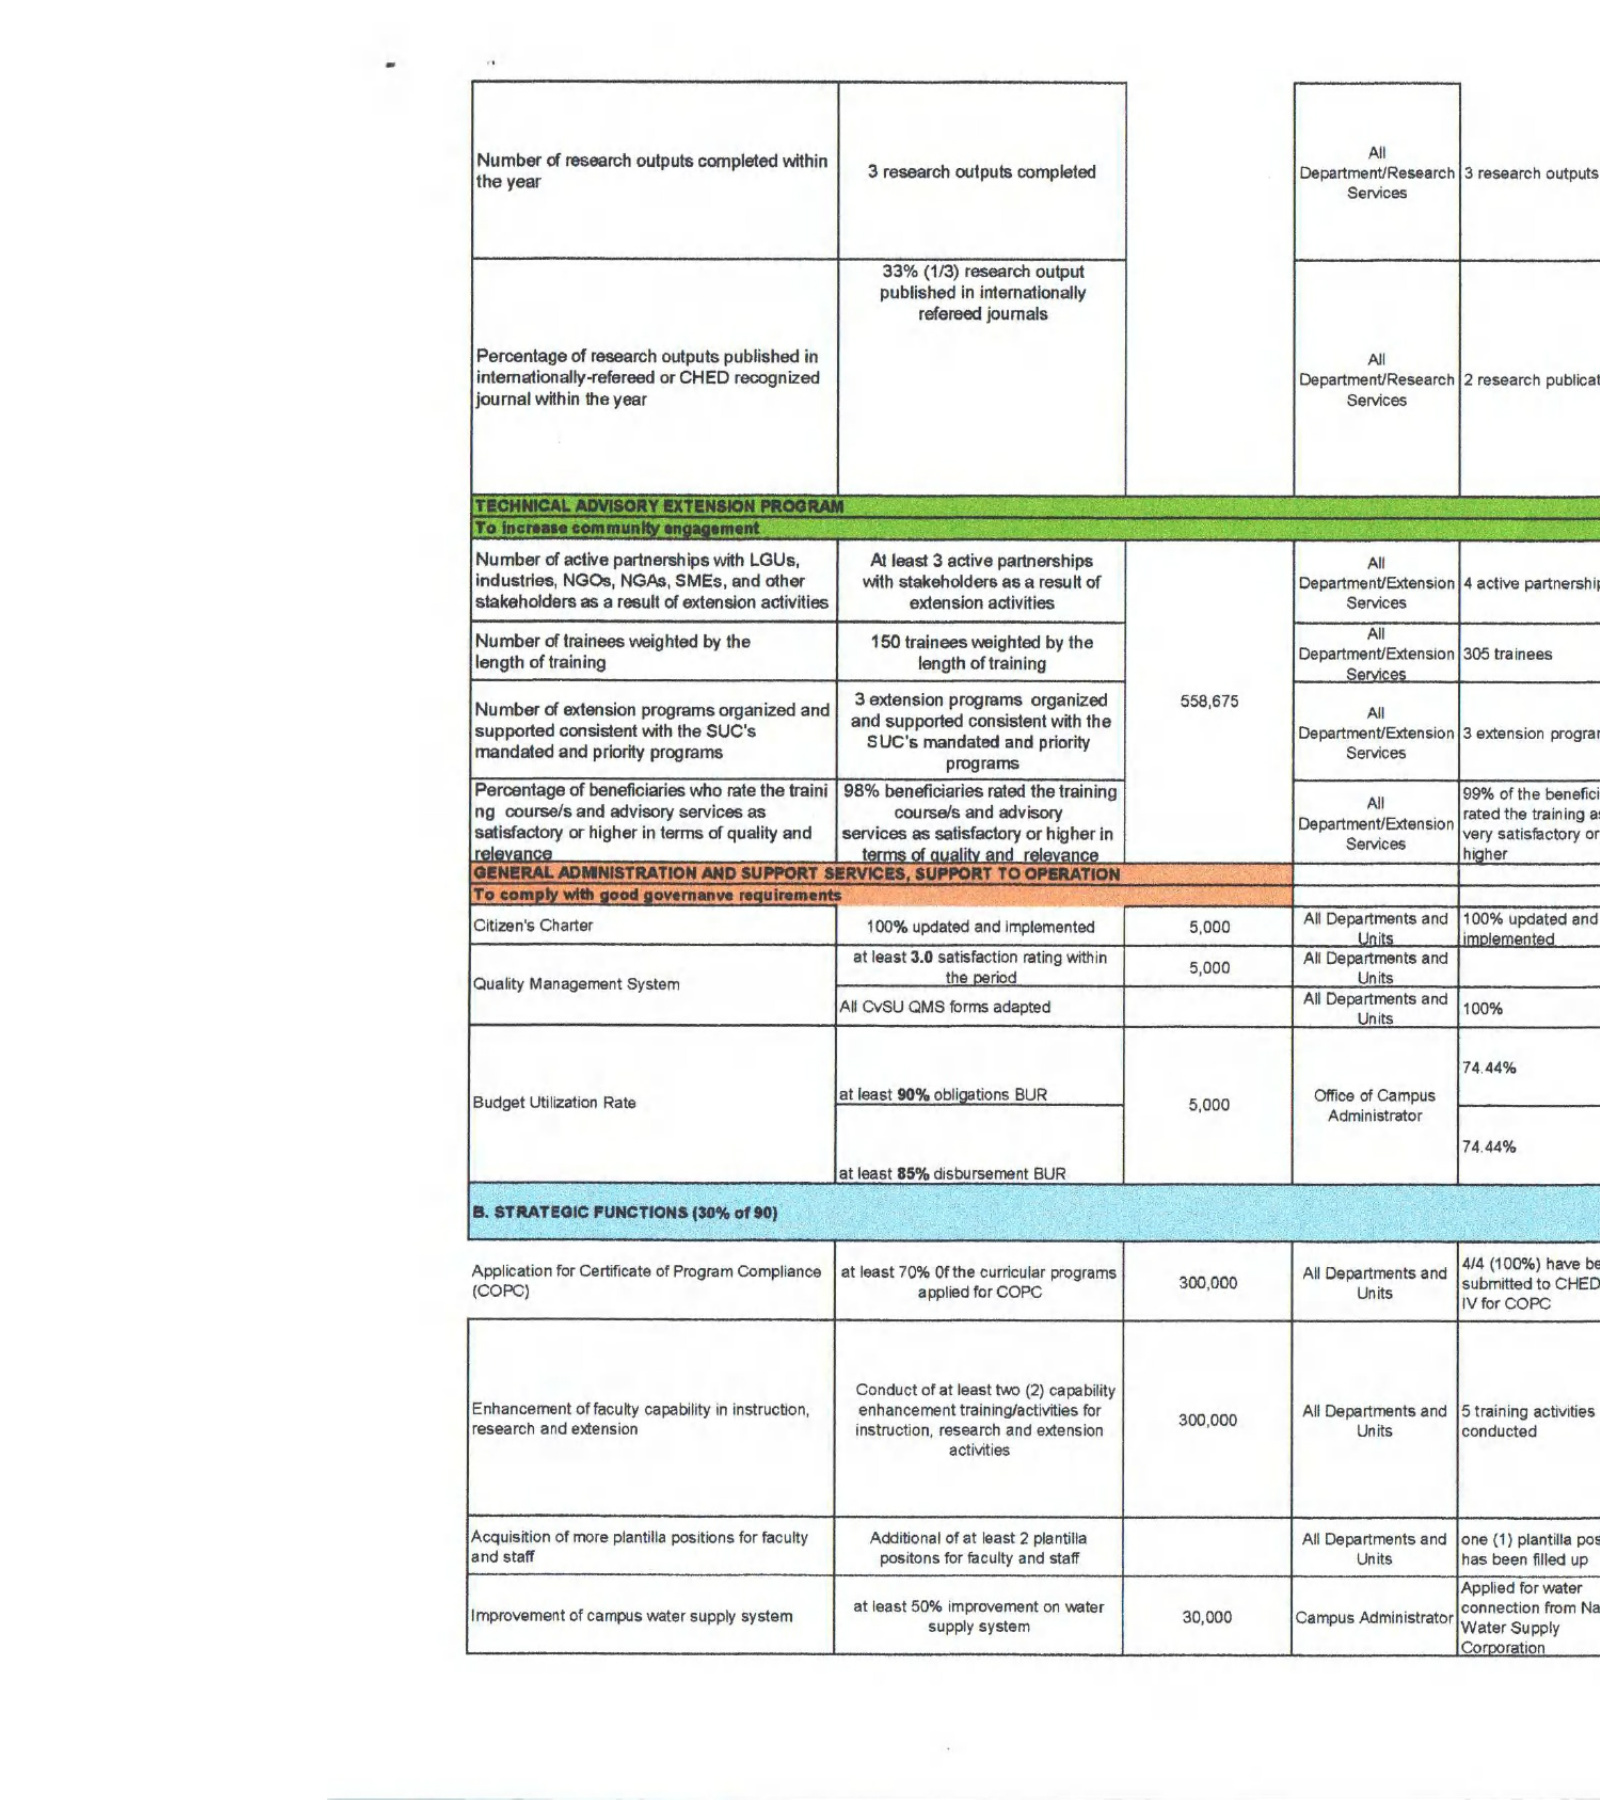 Number of research outputs completed within
the year
3 research outputs completed
All
Department/Research
Services
3 research outputs
Percentage of research outputs published in
internationally-refereed or CHED recognized
journal within the year
33% (1/3) research output
published in internationally
refereed journals
All
Department/Research
Services
2 research publicat
TECHNICAL ADVISORY EXTENSION PROGRAM
To increase community engagement
Number of active partnerships with LGUs,
industries, NGOs, NGAs, SMEs, and other
stakeholders as a result of extension activities
At least 3 active partnerships
with stakeholders as a result of
extension activities
558,675
All
Department/Extension
Services
4 active partnership
Number of trainees weighted by the
length of training
150 trainees weighted by the
length of training
All
Department/Extension
Services
305 trainees
Number of extension programs organized and
supported consistent with the SUC's
mandated and priority programs
3 extension programs organized
and supported consistent with the
SUC's mandated and priority
programs
All
Department/Extension
Services
3 extension program
Percentage of beneficiaries who rate the traini
ng course/s and advisory services as
satisfactory or higher in terms of quality and
relevance
98% beneficiaries rated the training
course/s and advisory
services as satisfactory or higher in
terms of quality and relevance
All
Department/Extension
Services
99% of the benefici
rated the training as
very satisfactory or
higher
GENERAL ADMINISTRATION AND SUPPORT SERVICES, SUPPORT TO OPERATION
To comply with good governanve requirements
Citizen's Charter
100% updated and implemented
5,000
All Departments and
Units
100% updated and
implemented
Quality Management System
at least 3.0 satisfaction rating within
the period
5,000
All Departments and
Units
All CvSU QMS forms adapted
All Departments and
Units
100%
Budget Utilization Rate
at least 90% obligations BUR
5,000
Office of Campus
Administrator
74.44%
at least 85% disbursement BUR
74.44%
B. STRATEGIC FUNCTIONS (30% of 90)
Application for Certificate of Program Compliance
(COPC)
at least 70% 0f the curricular programs
applied for COPC
300,000
All Departments and
Units
4/4 (100%) have be
submitted to CHED
IV for COPC
Enhancement of faculty capability in instruction,
research and extension
Conduct of at least two (2) capability
enhancement training/activities for
instruction, research and extension
activities
300,000
All Departments and
Units
5 training activities
conducted
Acquisition of more plantilla positions for faculty
and staff
Additional of at least 2 plantilla
positons for faculty and staff
All Departments and
Units
one (1) plantilla pos
has been filled up
Improvement of campus water supply system
at least 50% improvement on water
supply system
30,000
Campus Administrator
Applied for water
connection from Na
Water Supply
Corporation